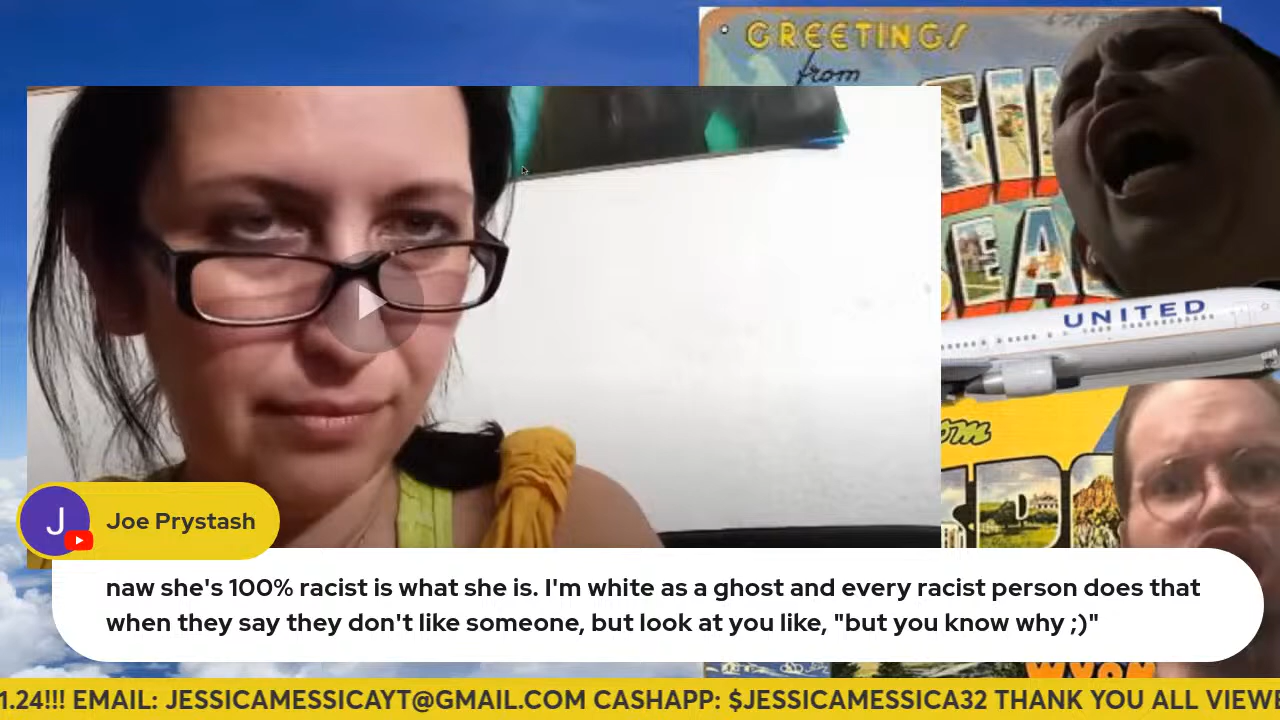 GREETINGS
from
UNITED
J
Joe Prystash
naw she's 100% racist is what she is. I'm white as a ghost and every racist person does that
when they say they don't like someone, but look at you like, "but you know why ;)"
1.24!!! EMAIL: JESSICAMESSICAYT@GMAIL.COM CASHAPP: $JESSICAMESSICA32 THANK YOU ALL VIEWE